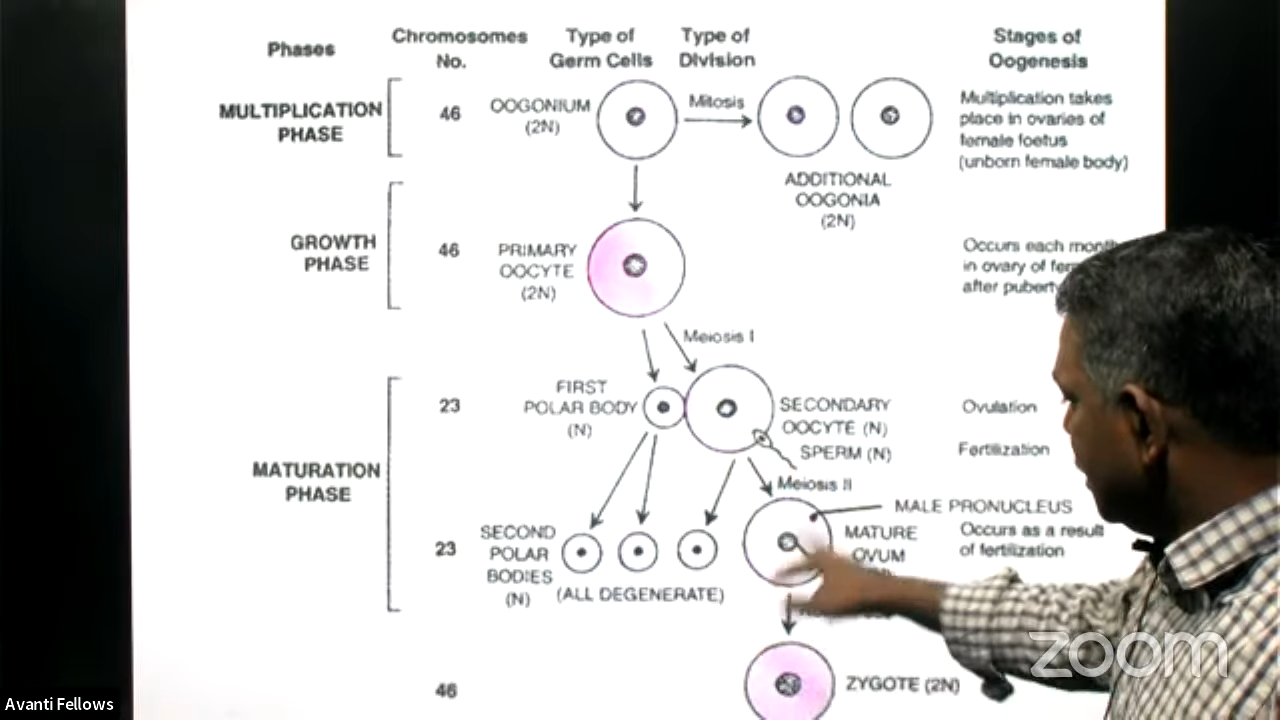 Phases
Chromosomes
No.
Type of
Germ Cells
Type of
Division
Stages of
Oogenesis
MULTIPLICATION
PHASE
46
OOGONIUM
(2N)
Mitosis
ADDITIONAL
OOGONIA
(2N)
Multiplication takes
place in ovaries of
female foetus
(unborn female body)
GROWTH
PHASE
46
PRIMARY
OOCYTE
(2N)
Occurs each month
in ovary of
after puberty
Meiosis I
MATURATION
PHASE
23
FIRST
POLAR BODY
(N)
SECONDARY
OOCYTE (N)
SPERM (N)
Ovulation
Fertilization
Meiosis II
23
SECOND
POLAR
BODIES
(N)
(ALL DEGENERATE)
MALE PRONUCLEUS
MATURE
OVUM
Occurs as a result
of fertilization
46
ZYGOTE (2N)
zoom
Avanti Fellows